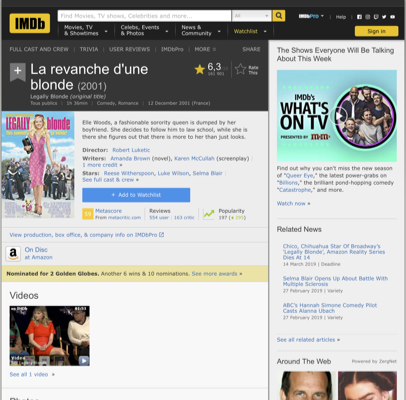 IMDb
Find Movies, TV shows, Celebrities and more...
All
IMDbPro
Help
Movies, TV & Showtimes
Celebs, Events & Photos
News & Community
Watchlist
Sign in
FULL CAST AND CREW | TRIVIA | USER REVIEWS | IMDbPro | MORE
SHARE
La revanche d'une
blonde (2001)
Legally Blonde (original title)
Tous publics | 1h 36min | Comedy, Romance | 12 December 2001 (France)
6,3
Rate This
LEGALLY BLONDE
Elle Woods, a fashionable sorority queen is dumped by her
boyfriend. She decides to follow him to law school, while she is
there she figures out that there is more to her than just looks.
Director: Robert Luketic
Writers: Amanda Brown (novel), Karen McCullah (screenplay) |
1 more credit »
Stars: Reese Witherspoon, Luke Wilson, Selma Blair |
See full cast & crew »
+ Add to Watchlist
Metascore
From metacritic.com
Reviews
554 user | 163 critic
Popularity
View production, box office, & company info on IMDbPro
On Disc
at Amazon
Nominated for 2 Golden Globes. Another 6 wins & 10 nominations. See more awards »
Videos
Video
See all 1 video »
The Shows Everyone Will Be Talking
About This Week
IMDb's
WHAT'S
ON TV
PRESENTED BY
Find out why you can't miss the new season
of "Queer Eye," the latest power-grabs on
"Billions," the brilliant pond-hopping comedy
"Catastrophe," and more.
Watch now »
Related News
Chico, Chihuahua Star Of Broadway's
'Legally Blonde', Amazon Reality Series
Dies At 14
14 March 2019 | Deadline
Selma Blair Opens Up About Battle With
Multiple Sclerosis
27 February 2019 | Variety
ABC's Hannah Simone Comedy Pilot
Casts Alanna Ubach
27 February 2019 | Variety
See all related articles »
Around The Web
Powered by ZergNet